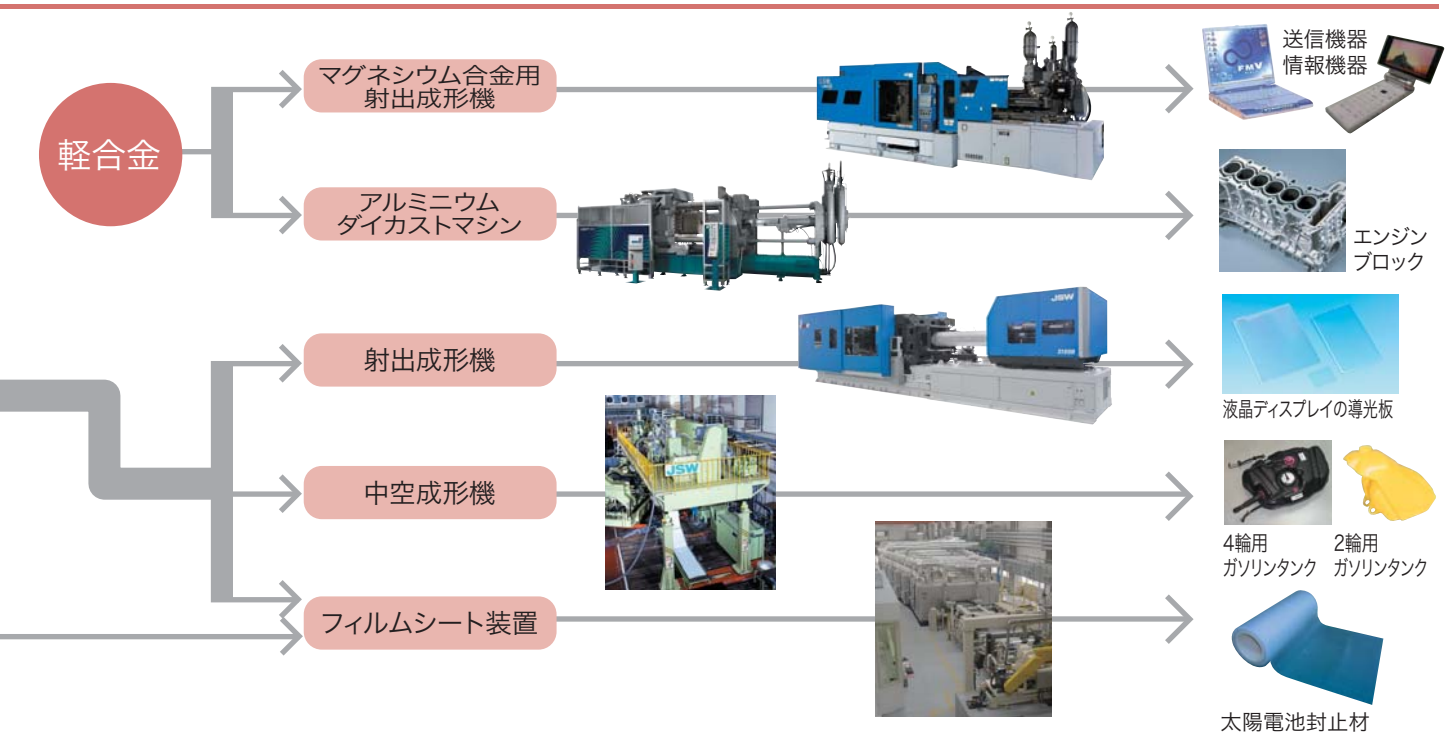 軽合金
マグネシウム合金用
射出成形機
送信機器
情報機器
FMV
アルミニウム
ダイカストマシン
エンジン
ブロック
射出成形機
JSW
液晶ディスプレイの導光板
中空成形機
JSW
4輪用
ガソリンタンク
2輪用
ガソリンタンク
フィルムシート装置
太陽電池封止材